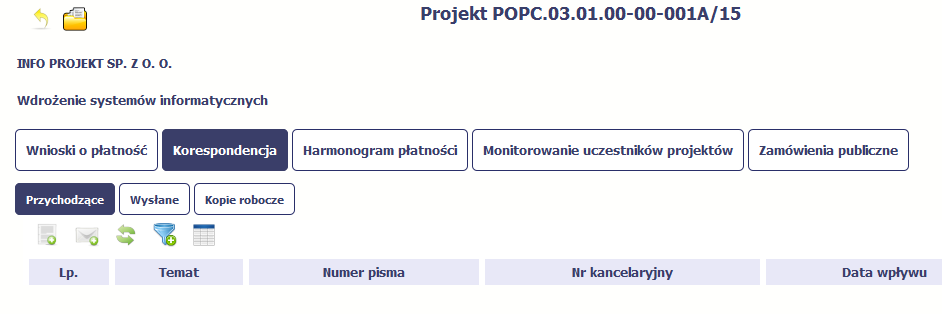 Projekt POPC.03.01.00-00-001A/15
INFO PROJEKT SP. Z O. O.
Wdrożenie systemów informatycznych
Wnioski o płatność Korespondencja Harmonogram płatności Monitorowanie uczestników projektów Zamówienia publiczne
Przychodzące Wysłane Kopie robocze
Lp. Temat Numer pisma Nr kancelaryjny Data wpływu